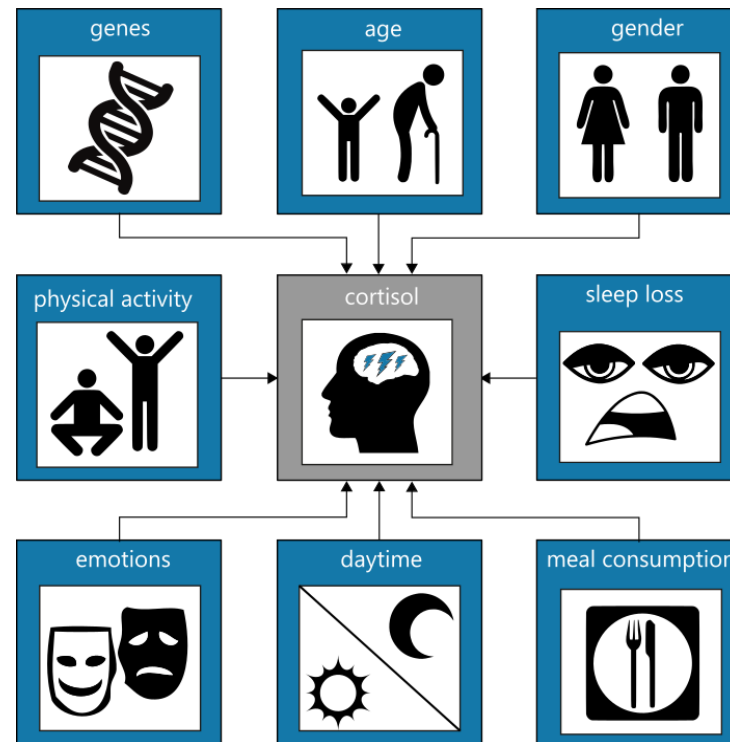 genes
age
gender
physical activity
cortisol
sleep loss
emotions
daytime
meal consumption